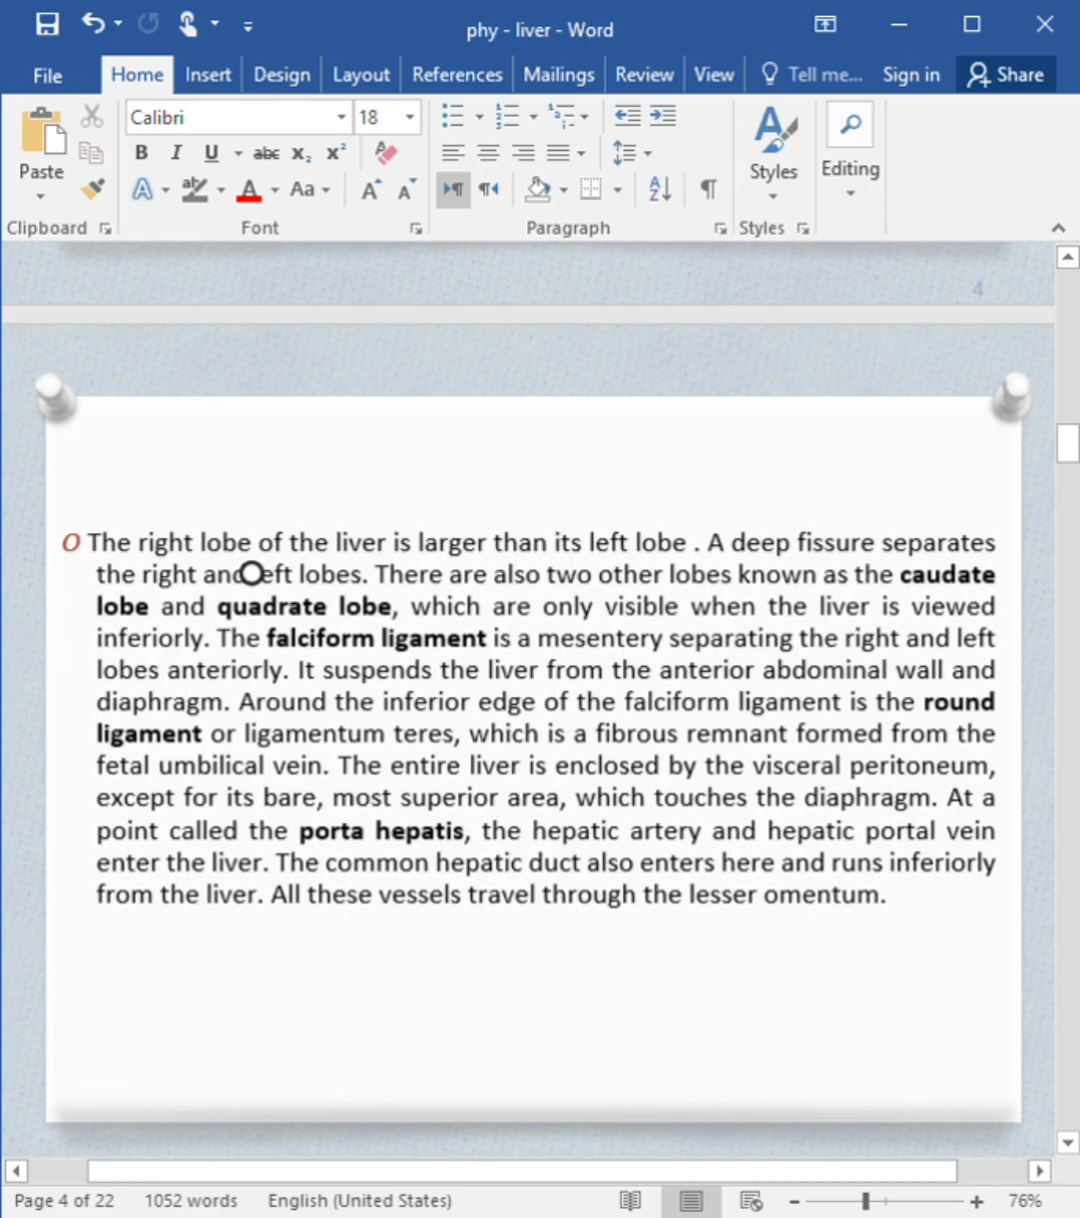 phy - liver - Word
File Home Insert Design Layout References Mailings Review View Tell me... Sign in Share
Calibri 18
Paste B I U abc X₂ X² Styles Editing
A aby A Aa A A
Clipboard Font Paragraph Styles
4
O The right lobe of the liver is larger than its left lobe . A deep fissure separates
the right and left lobes. There are also two other lobes known as the caudate
lobe and quadrate lobe, which are only visible when the liver is viewed
inferiorly. The falciform ligament is a mesentery separating the right and left
lobes anteriorly. It suspends the liver from the anterior abdominal wall and
diaphragm. Around the inferior edge of the falciform ligament is the round
ligament or ligamentum teres, which is a fibrous remnant formed from the
fetal umbilical vein. The entire liver is enclosed by the visceral peritoneum,
except for its bare, most superior area, which touches the diaphragm. At a
point called the porta hepatis, the hepatic artery and hepatic portal vein
enter the liver. The common hepatic duct also enters here and runs inferiorly
from the liver. All these vessels travel through the lesser omentum.
Page 4 of 22 1052 words English (United States) 76%